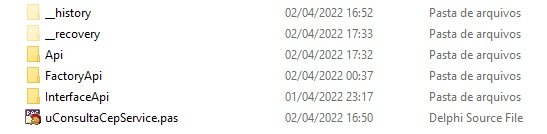 __history 02/04/2022 16:52 Pasta de arquivos
__recovery 02/04/2022 17:33 Pasta de arquivos
Api 02/04/2022 17:32 Pasta de arquivos
FactoryApi 02/04/2022 00:37 Pasta de arquivos
InterfaceApi 01/04/2022 23:17 Pasta de arquivos
uConsultaCepService.pas 02/04/2022 16:50 Delphi Source File